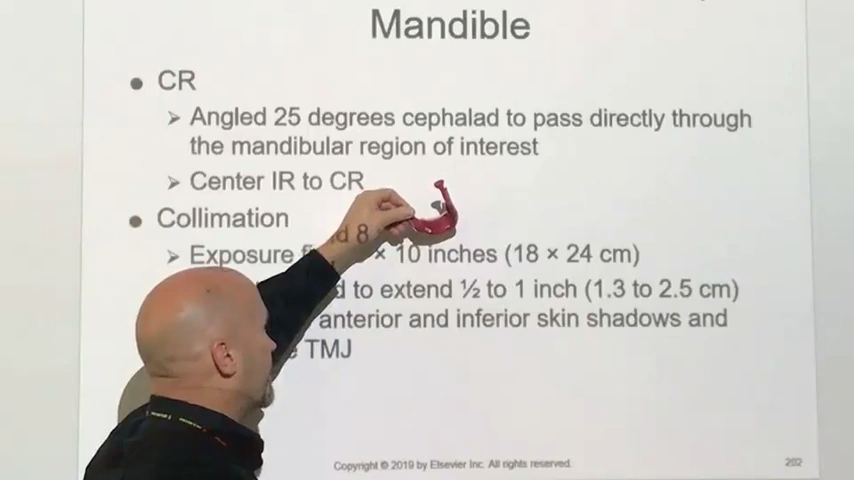 Mandible
CR
Angled 25 degrees cephalad to pass directly through
the mandibular region of interest
Center IR to CR
Collimation
Exposure × 10 inches (18 × 24 cm)
to extend ½ to 1 inch (1.3 to 2.5 cm)
anterior and inferior skin shadows and
TMJ
Copyright © 2019 by Elsevier Inc. All rights reserved.
202